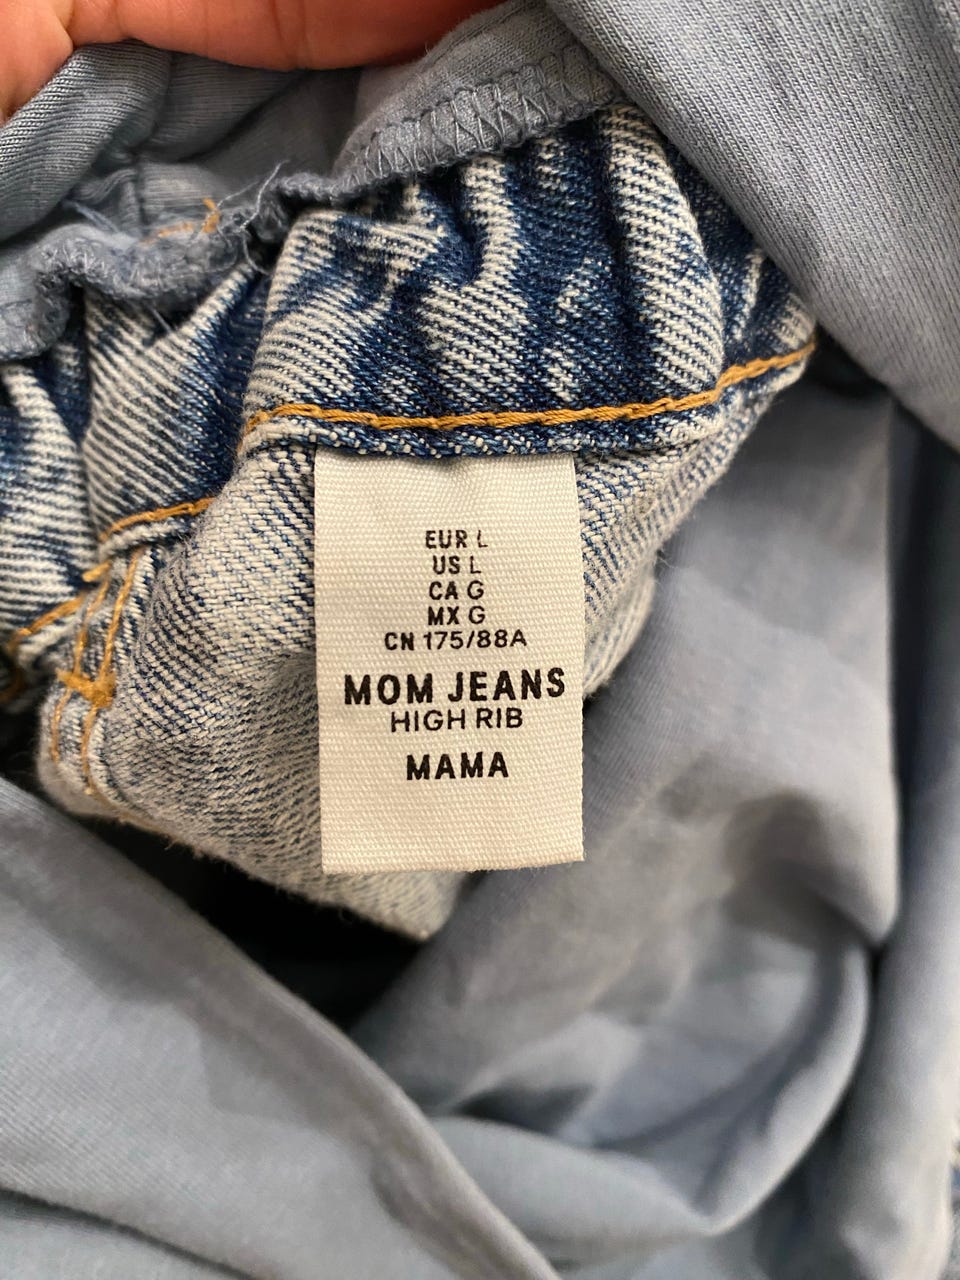 EUR L
US L
CA G
MX G
CN 175/88A
MOM JEANS
HIGH RIB
MAMA